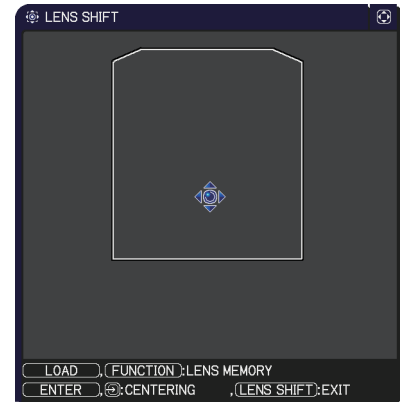 LENS SHIFT
LOAD ,FUNCTION:LENS MEMORY
ENTER ,:CENTERING ,LENS SHIFT:EXIT